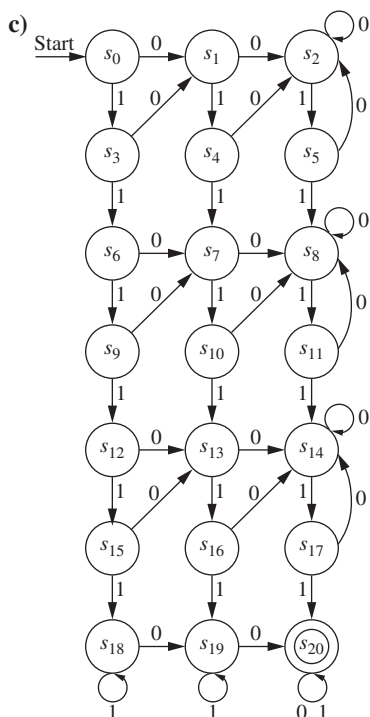 c)
Start
s0 0 s1 0 s2 0
1 0 1 0 1 0
s3 s4 s5
1 1 1 0
s6 0 s7 0 s8
1 0 1 0 1 0
s9 s10 s11
1 1 1 0
s12 0 s13 0 s14
1 0 1 0 1 0
s15 s16 s17
1 1 1
s18 0 s19 0 s20
1 1 0, 1